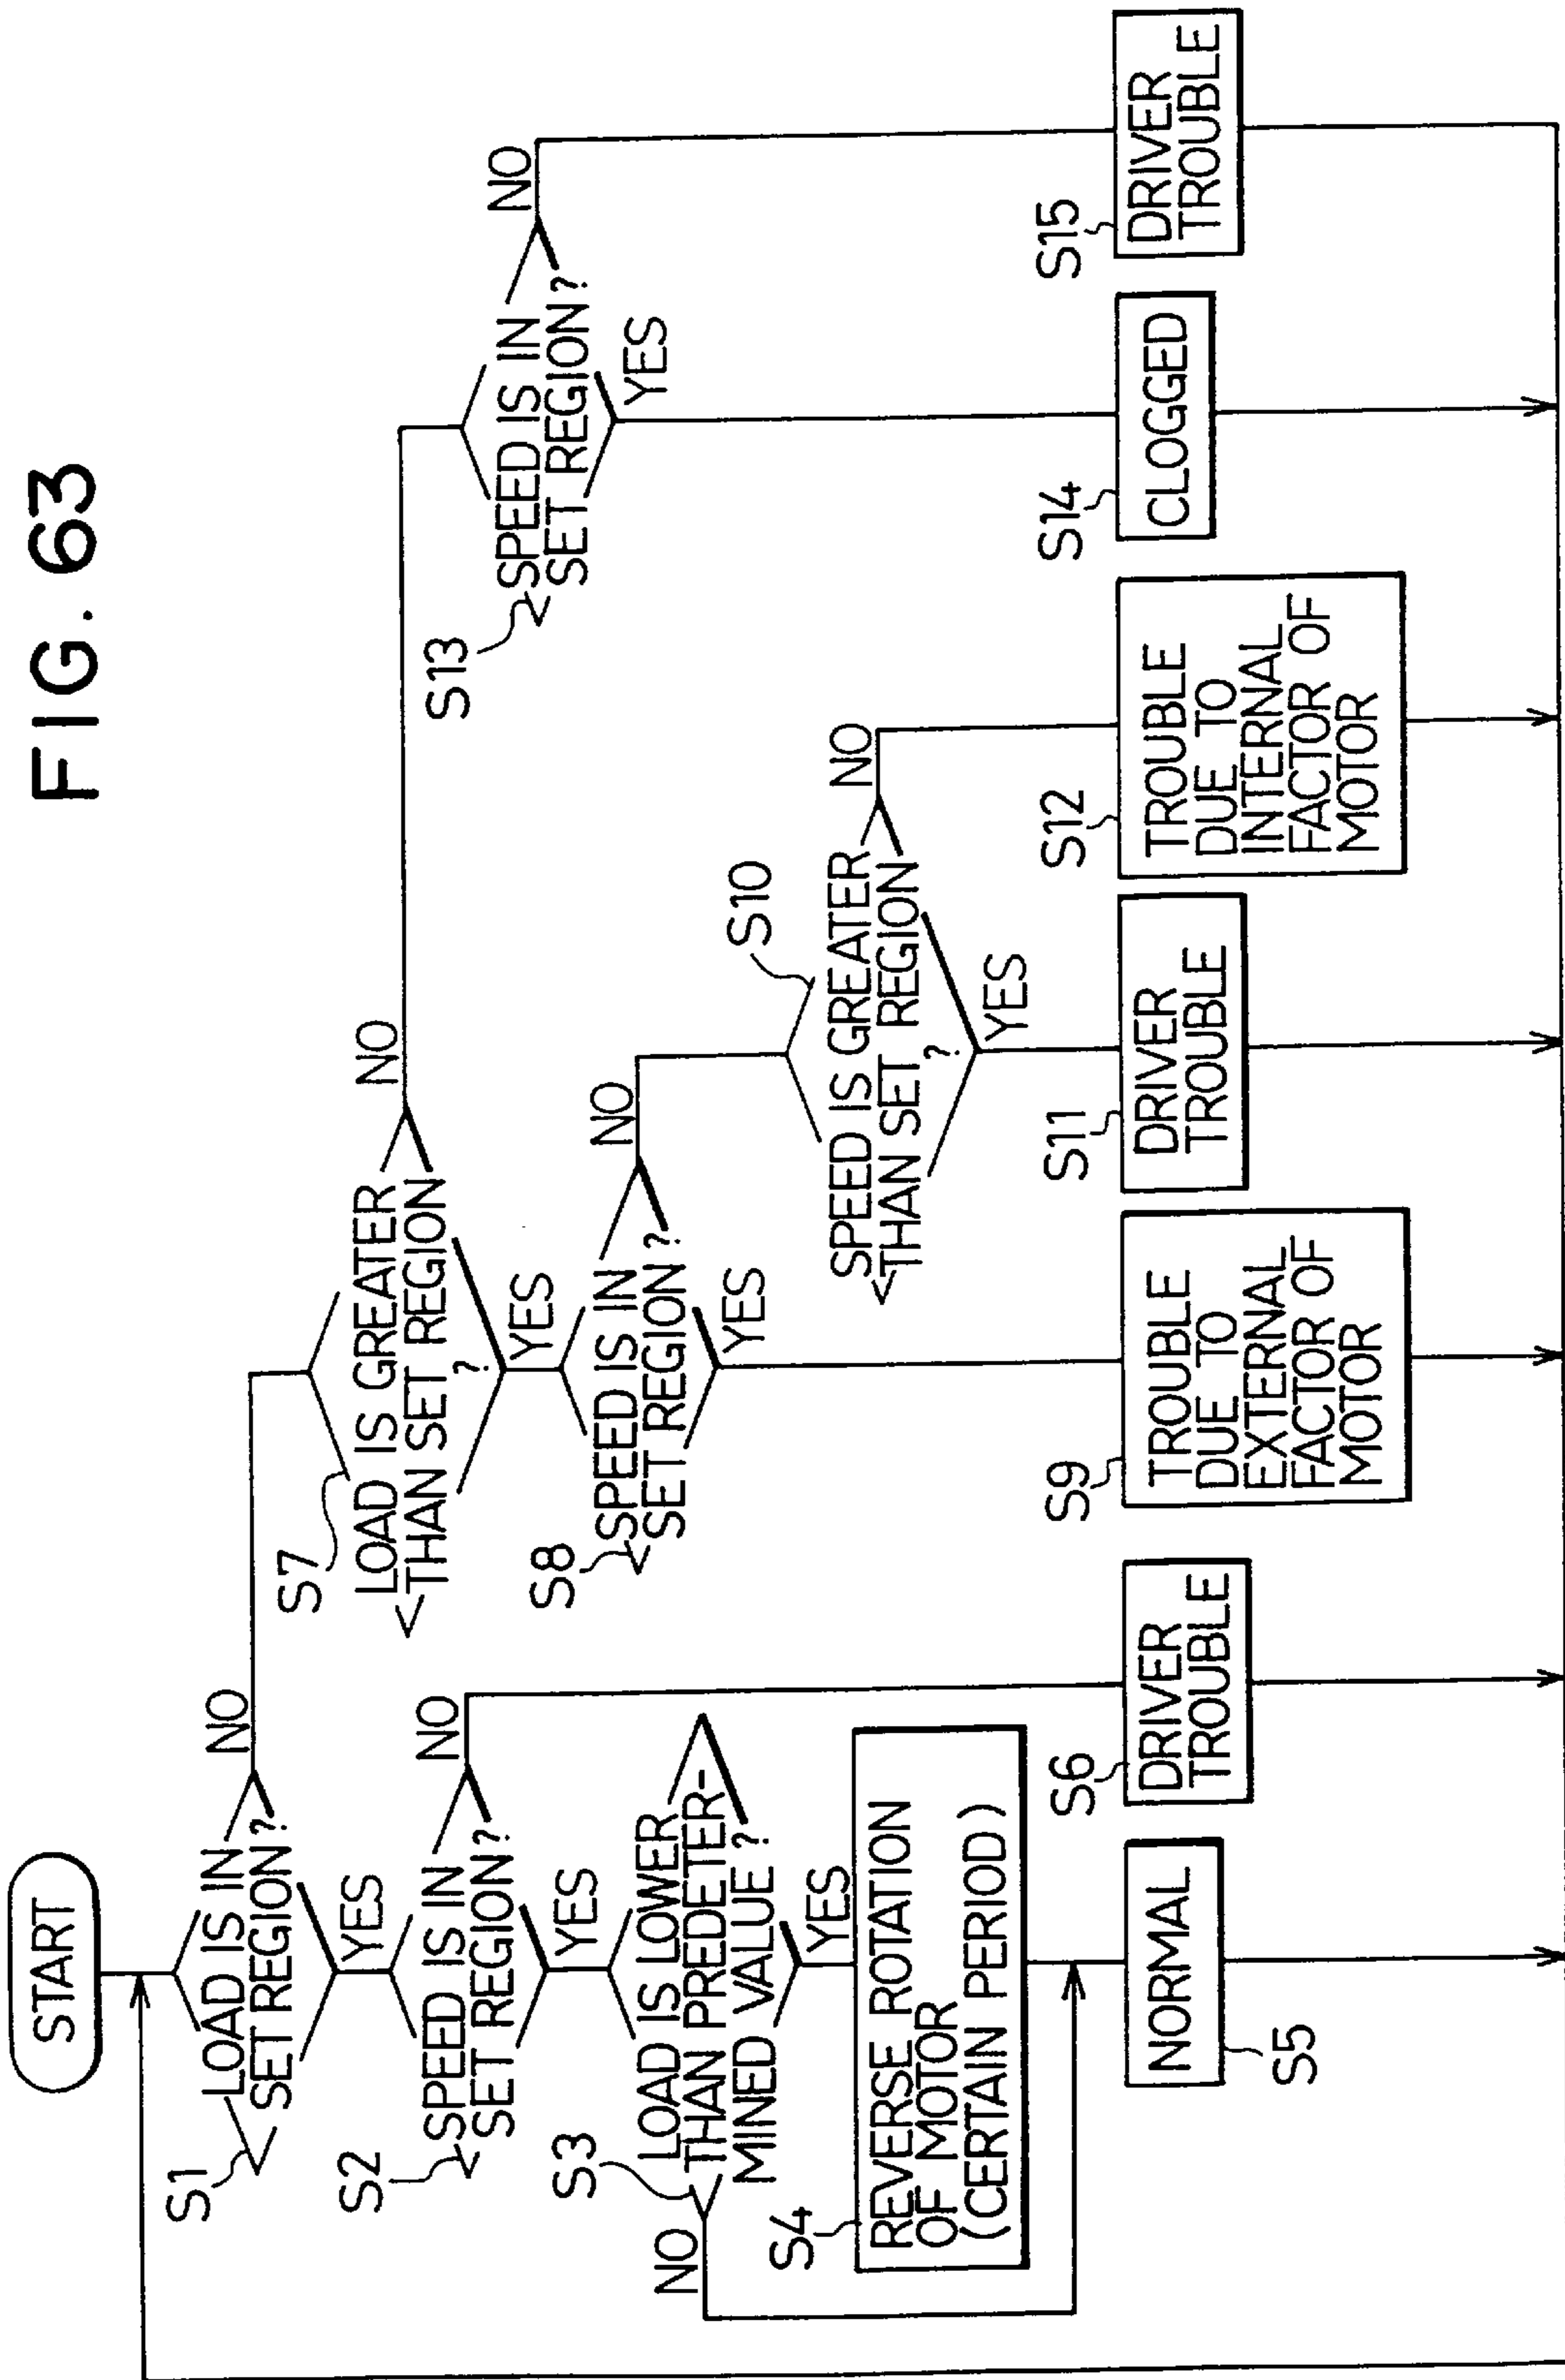 FIG. 63
START
S1
LOAD IS IN
SET REGION?
NO
YES
S2
SPEED IS IN
SET REGION?
NO
YES
S3
LOAD IS LOWER
THAN PREDETER-
MINED VALUE?
NO
YES
S4
REVERSE ROTATION
OF MOTOR
(CERTAIN PERIOD)
NORMAL
S5
S6
DRIVER
TROUBLE
S7
LOAD IS GREATER
THAN SET REGION
?
NO
YES
S8
SPEED IS IN
SET REGION?
NO
YES
S9
TROUBLE
DUE TO
EXTERNAL
FACTOR OF
MOTOR
S10
SPEED IS GREATER
THAN SET REGION
?
NO
YES
S11
DRIVER
TROUBLE
S12
TROUBLE
DUE TO
INTERNAL
FACTOR OF
MOTOR
S13
SPEED IS IN
SET REGION?
NO
YES
S14
CLOGGED
S15
DRIVER
TROUBLE